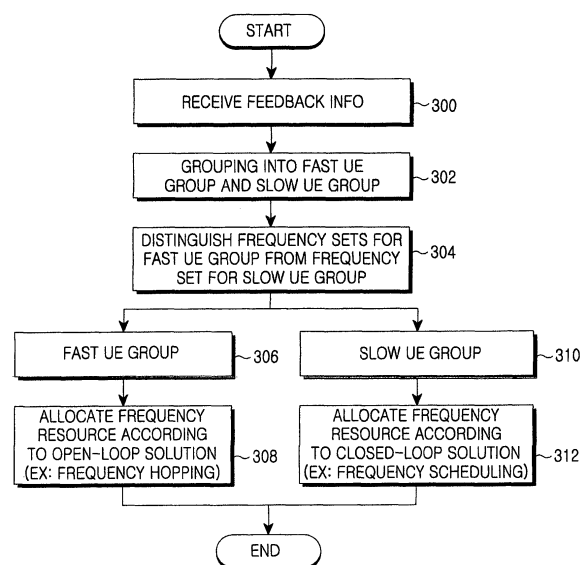 START
RECEIVE FEEDBACK INFO
300
GROUPING INTO FAST UE
GROUP AND SLOW UE GROUP
302
DISTINGUISH FREQUENCY SETS FOR
FAST UE GROUP FROM FREQUENCY
SET FOR SLOW UE GROUP
304
FAST UE GROUP
306
SLOW UE GROUP
310
ALLOCATE FREQUENCY
RESOURCE ACCORDING
TO OPEN-LOOP SOLUTION
(EX: FREQUENCY HOPPING)
308
ALLOCATE FREQUENCY
RESOURCE ACCORDING
TO CLOSED-LOOP SOLUTION
(EX: FREQUENCY SCHEDULING)
312
END